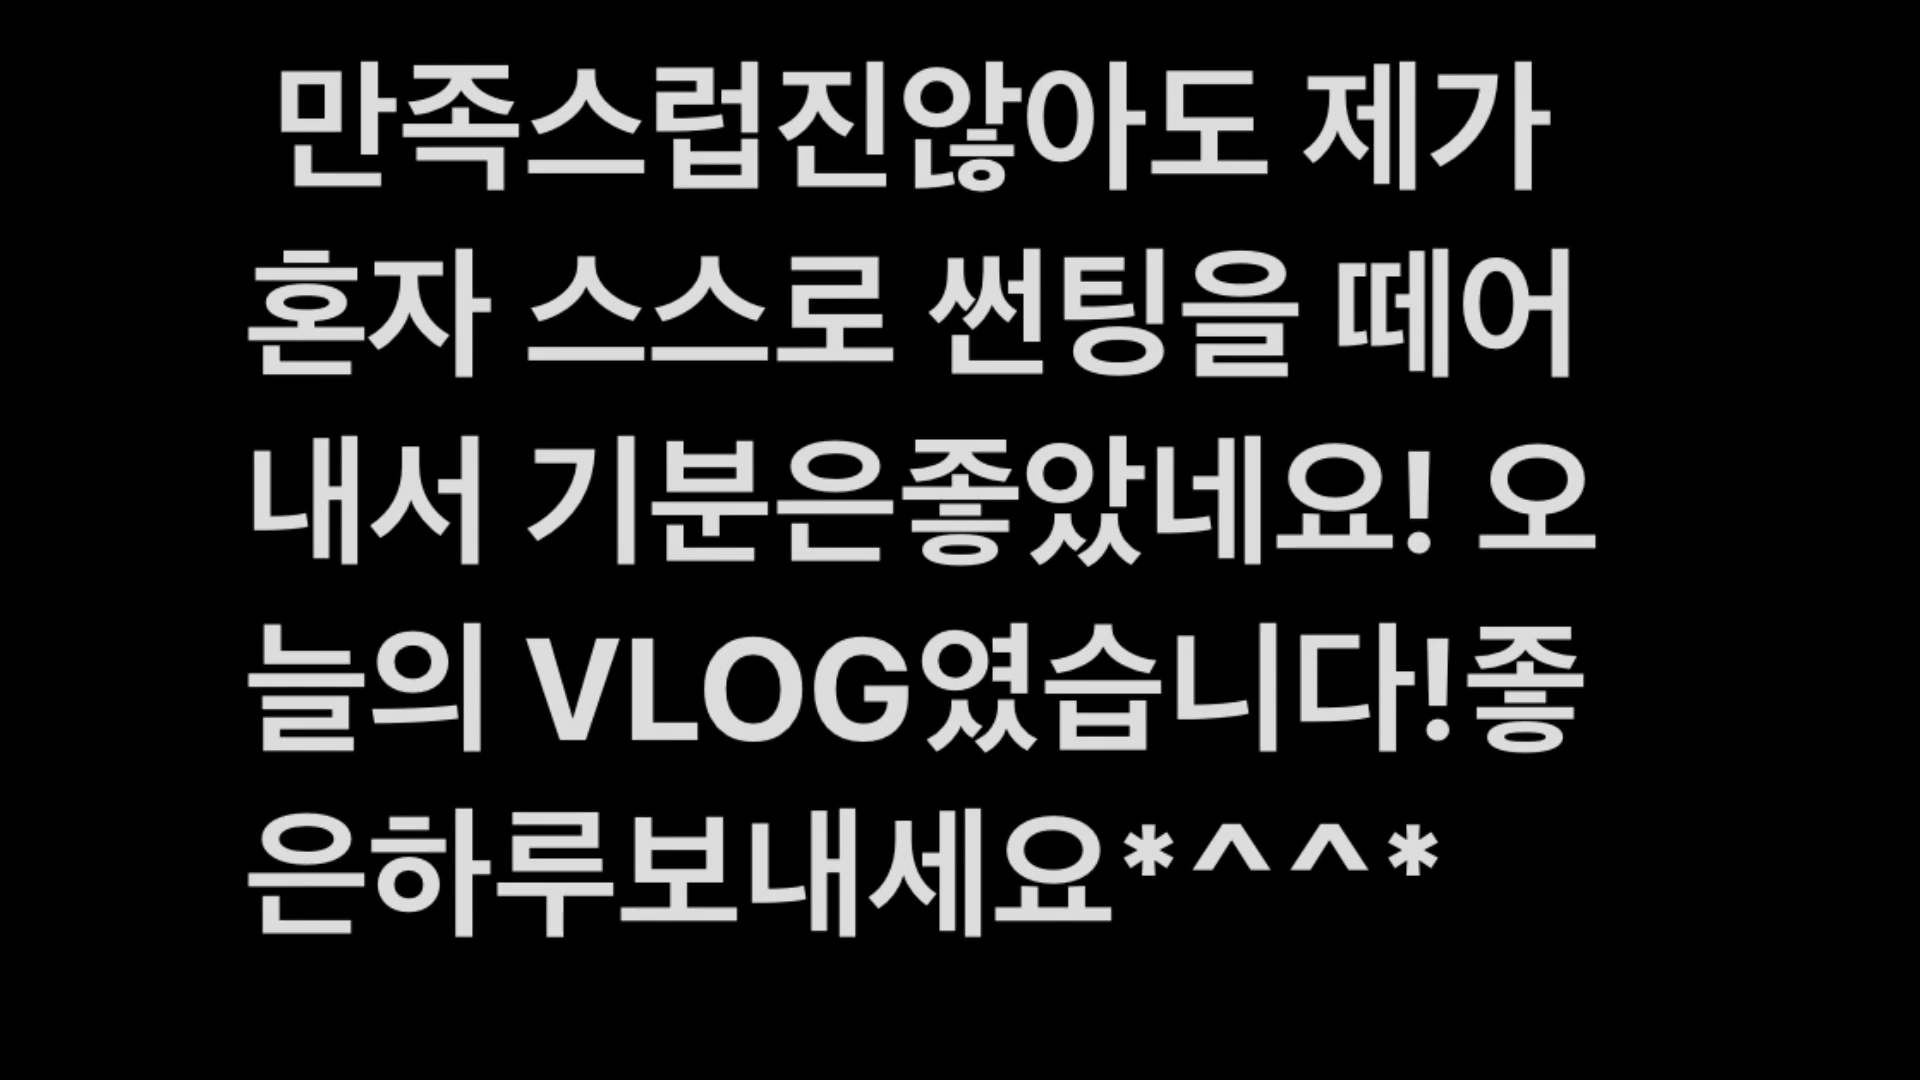 만족스럽진않아도 제가
혼자 스스로 썬팅을 떼어
내서 기분은좋았네요! 오
늘의 VLOG였습니다!좋
은하루보내세요*^^*